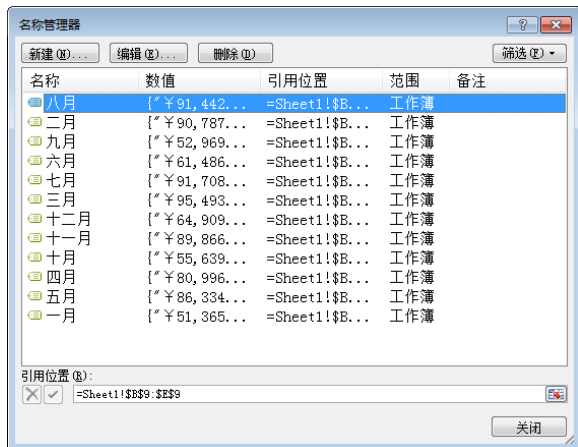 名称管理器
新建(N)... 编辑(E)... 删除(D) 筛选(F)
名称 数值 引用位置 范围 备注
八月 {"￥91,442... =Sheet1!$B... 工作簿
二月 {"￥90,787... =Sheet1!$B... 工作簿
九月 {"￥52,969... =Sheet1!$B... 工作簿
六月 {"￥61,486... =Sheet1!$B... 工作簿
七月 {"￥91,708... =Sheet1!$B... 工作簿
三月 {"￥95,493... =Sheet1!$B... 工作簿
十二月 {"￥64,909... =Sheet1!$B... 工作簿
十一月 {"￥89,866... =Sheet1!$B... 工作簿
十月 {"￥55,639... =Sheet1!$B... 工作簿
四月 {"￥80,996... =Sheet1!$B... 工作簿
五月 {"￥86,334... =Sheet1!$B... 工作簿
一月 {"￥51,365... =Sheet1!$B... 工作簿
引用位置(R):
=Sheet1!$B$9:$E$9
关闭